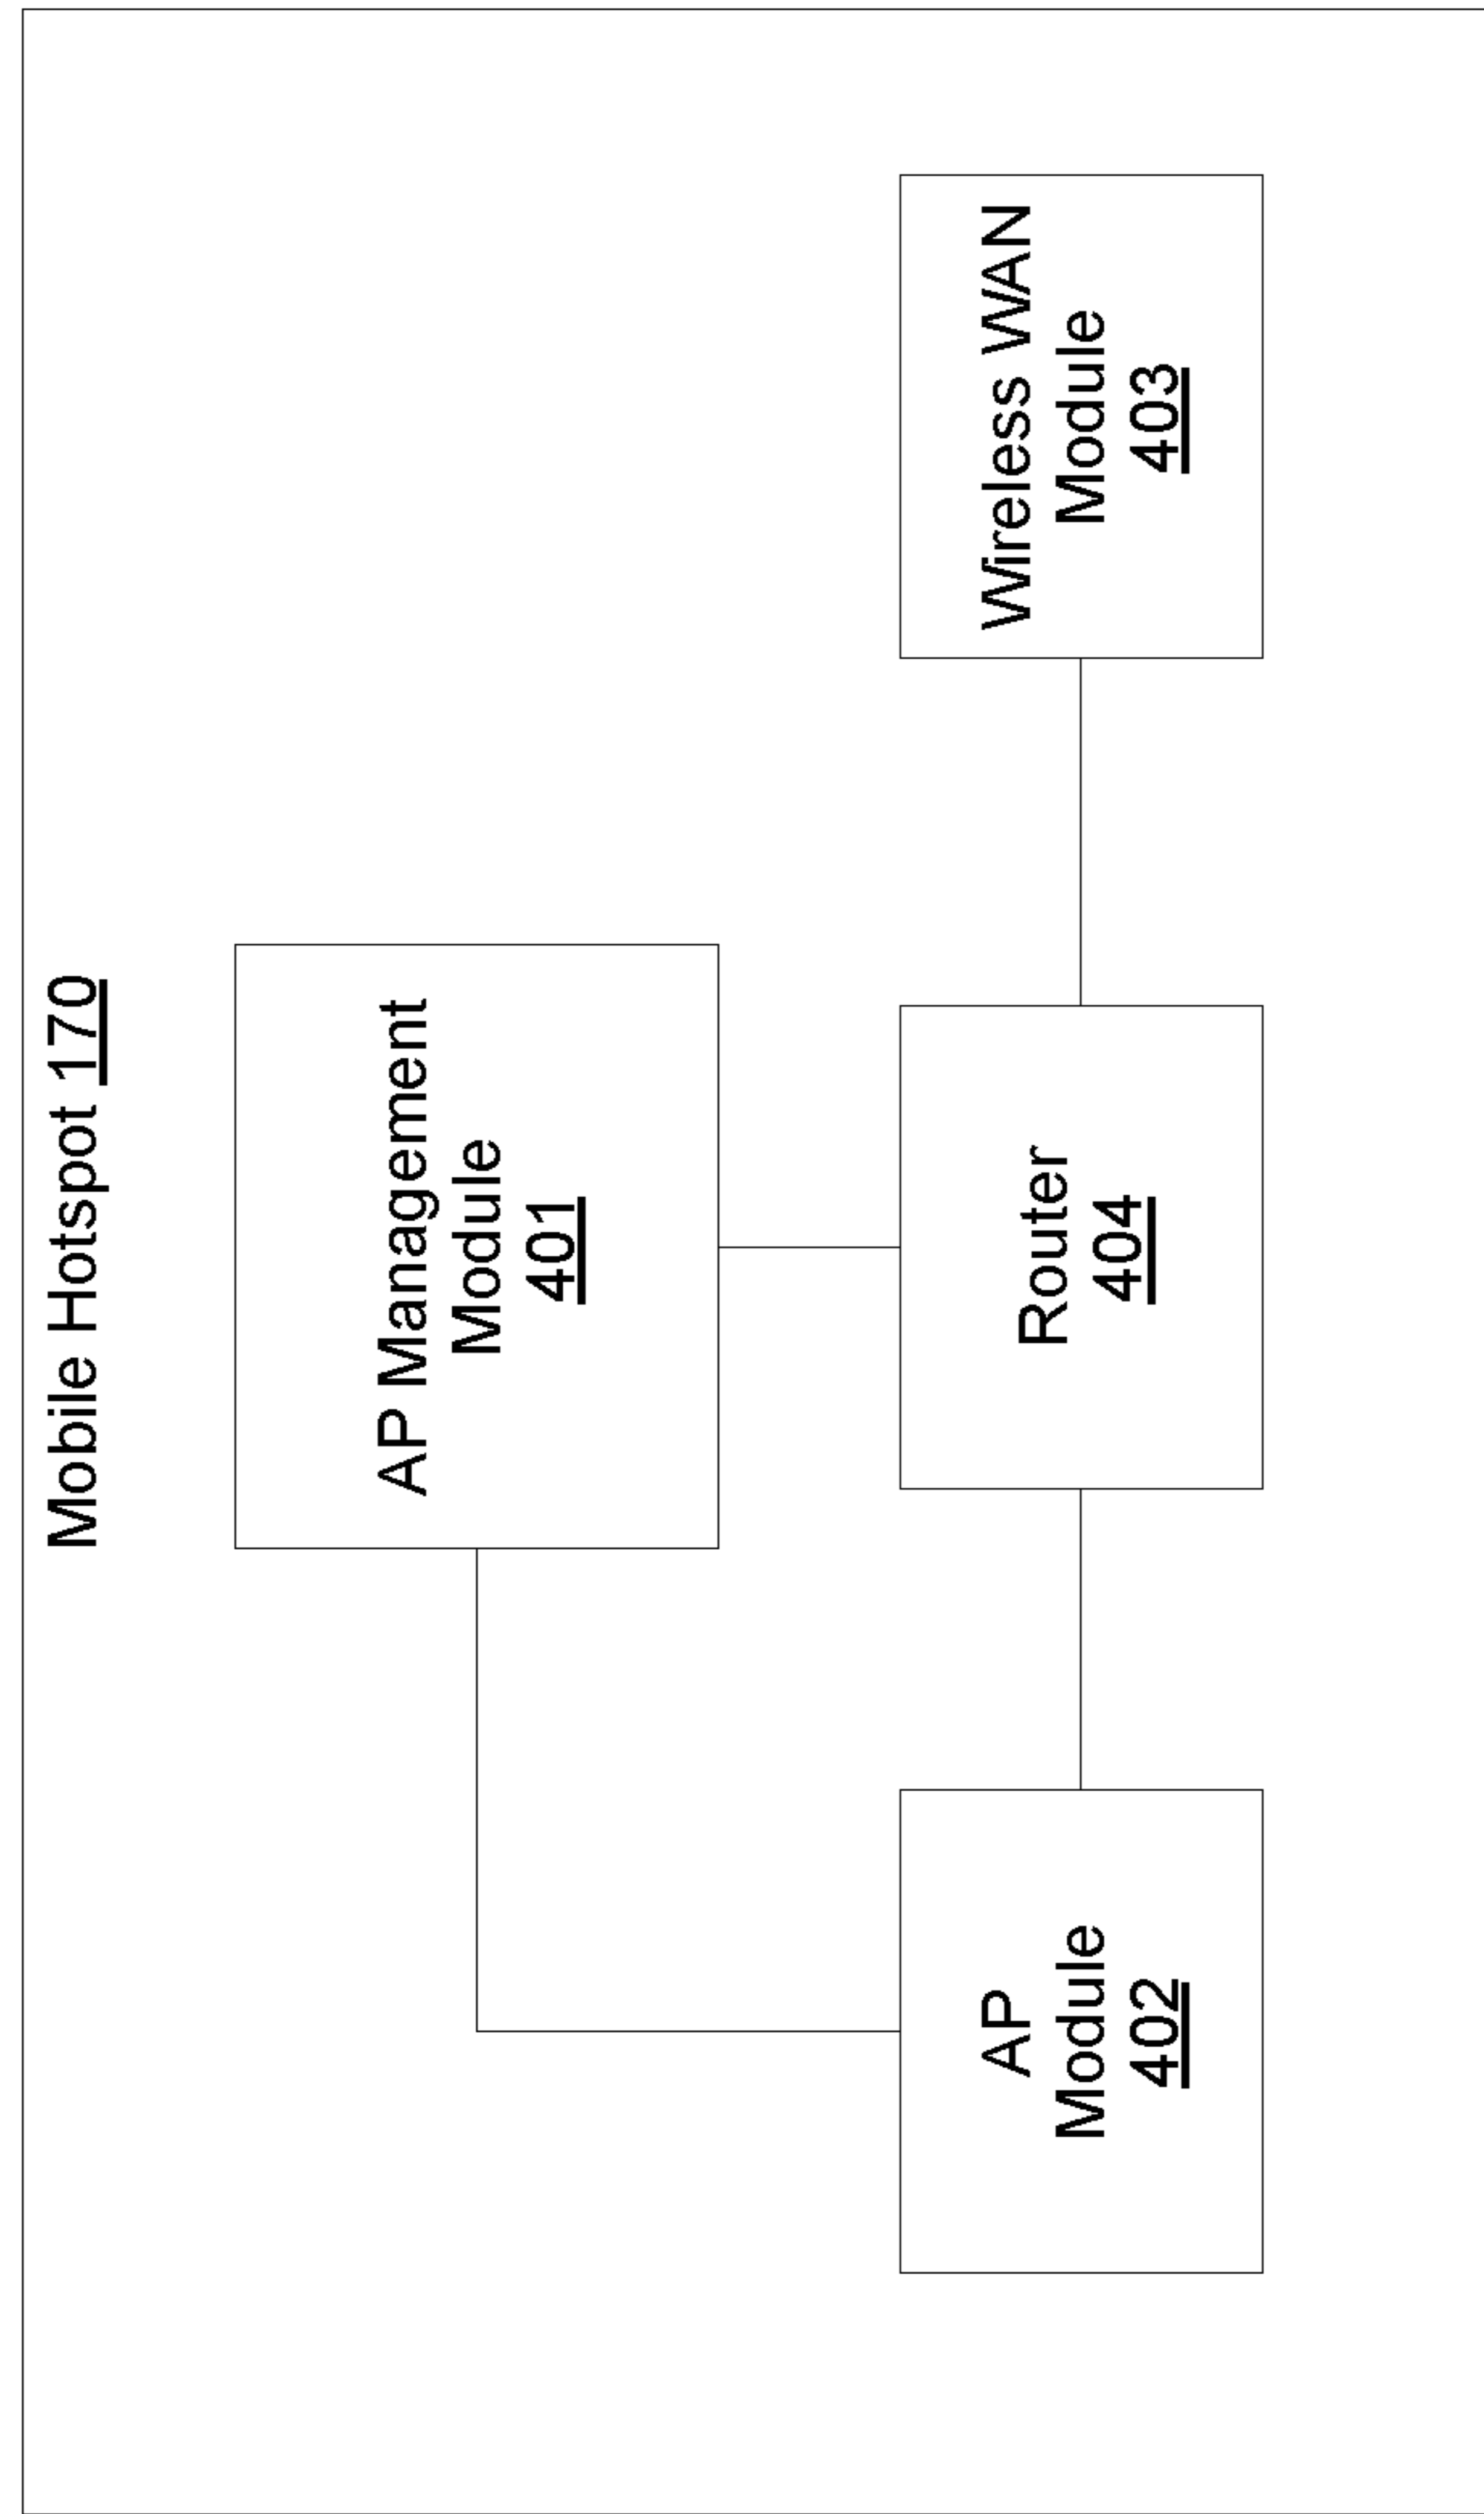 Mobile Hotspot 170
AP Management
Module
401
AP
Module
402
Router
404
Wireless WAN
Module
403